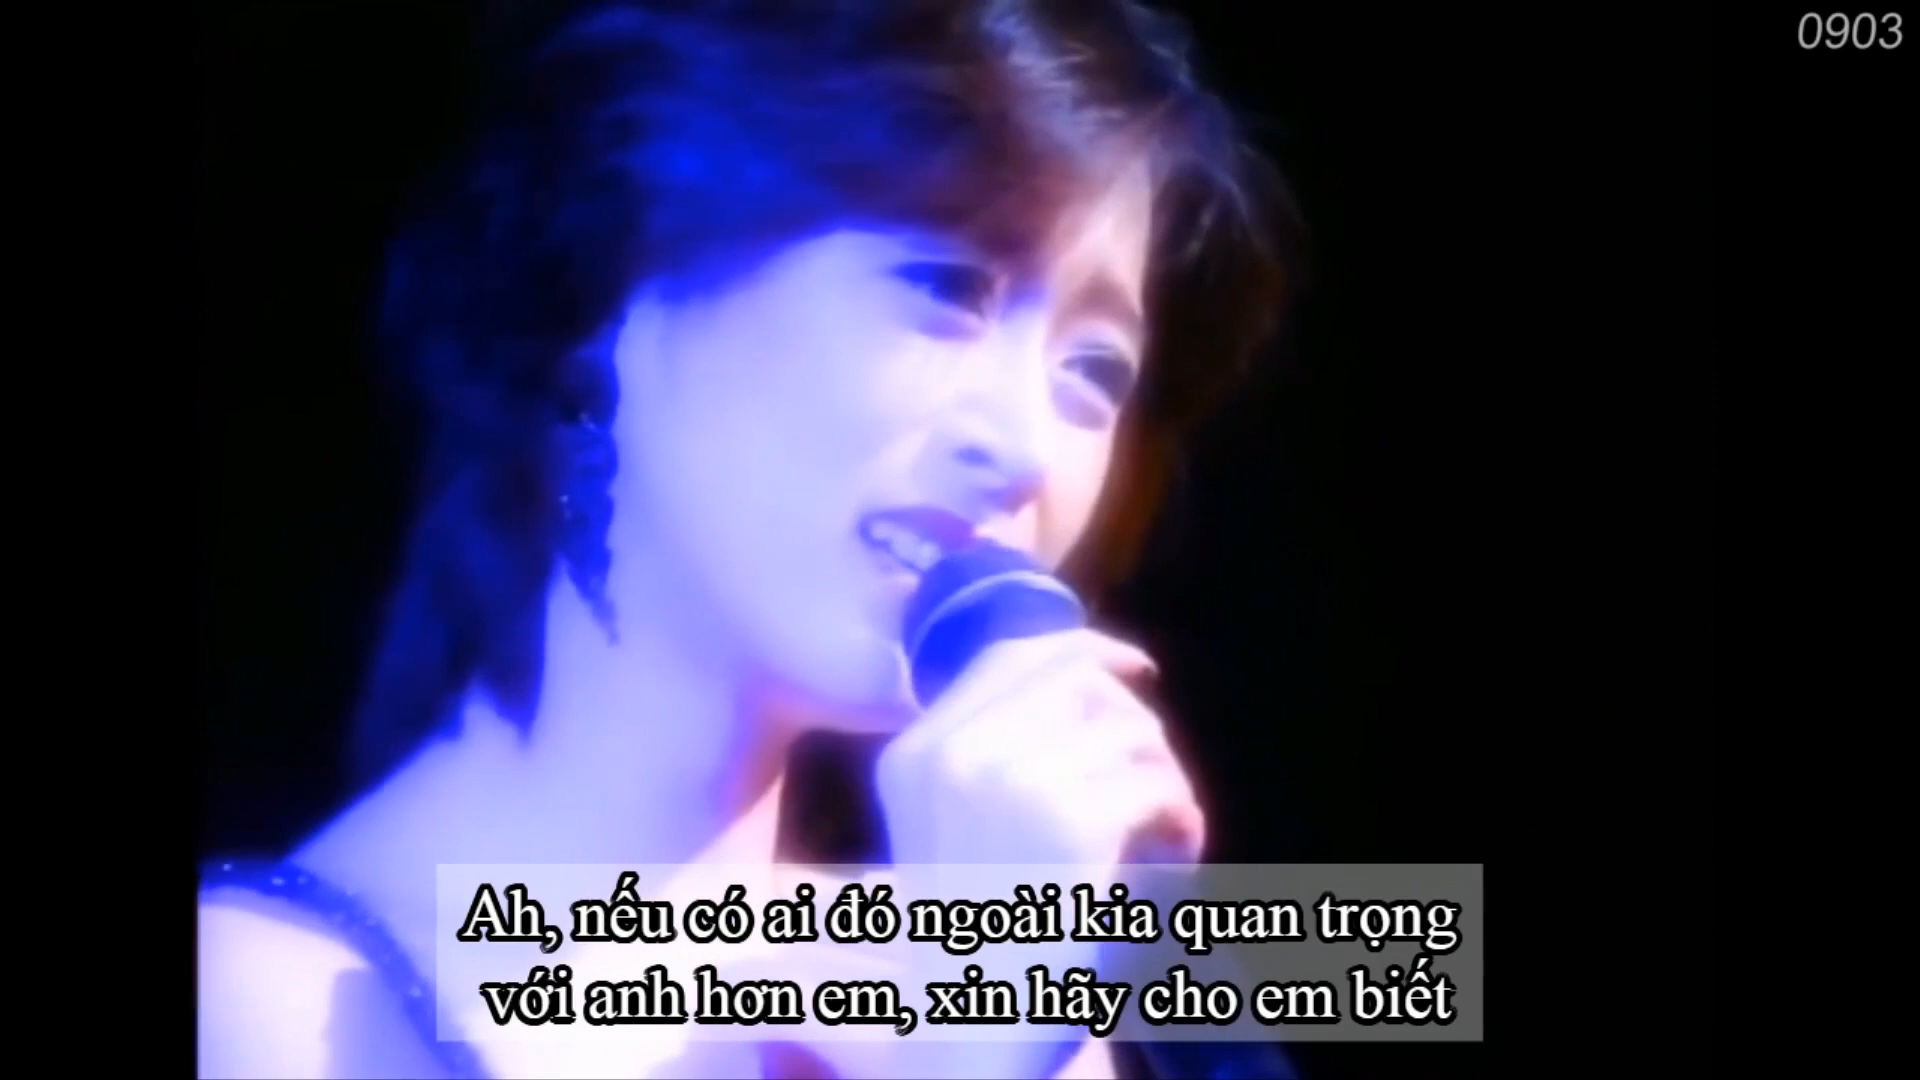 0903
Ah, nếu có ai đó ngoài kia quan trọng
với anh hơn em, xin hãy cho em biết